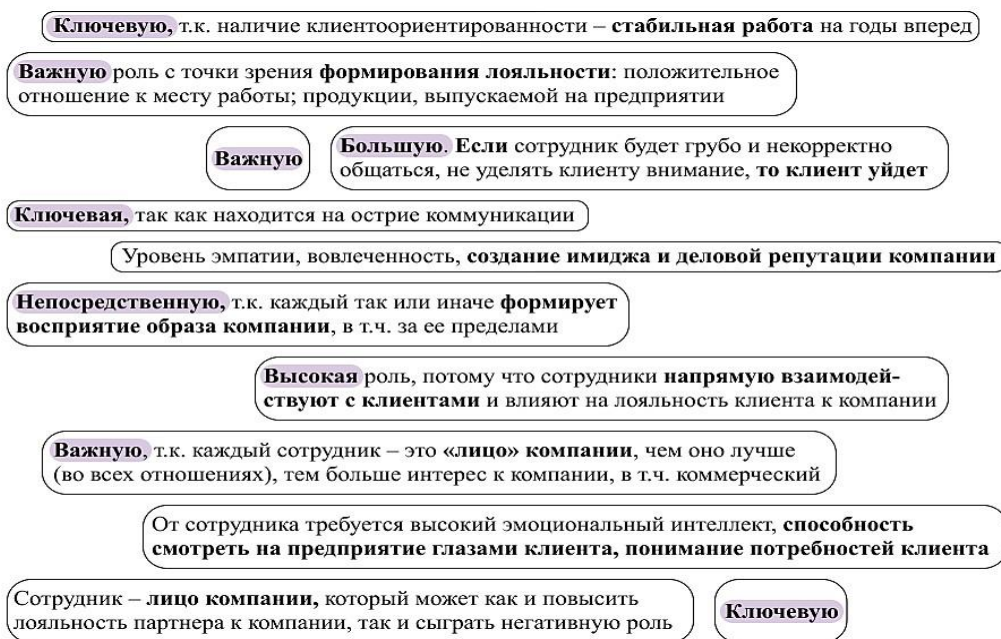 Ключевую, т.к. наличие клиентоориентированности – стабильная работа на годы вперед
Важную роль с точки зрения формирования лояльности: положительное
отношение к месту работы; продукции, выпускаемой на предприятии
Важную
Большую. Если сотрудник будет грубо и некорректно
общаться, не уделять клиенту внимание, то клиент уйдет
Ключевая, так как находится на острие коммуникации
Уровень эмпатии, вовлеченность, создание имиджа и деловой репутации компании
Непосредственную, т.к. каждый так или иначе формирует
восприятие образа компании, в т.ч. за ее пределами
Высокая роль, потому что сотрудники напрямую взаимодей-
ствуют с клиентами и влияют на лояльность клиента к компании
Важную, т.к. каждый сотрудник – это «лицо» компании, чем оно лучше
(во всех отношениях), тем больше интерес к компании, в т.ч. коммерческий
От сотрудника требуется высокий эмоциональный интеллект, способность
смотреть на предприятие глазами клиента, понимание потребностей клиента
Сотрудник – лицо компании, который может как и повысить
лояльность партнера к компании, так и сыграть негативную роль
Ключевую